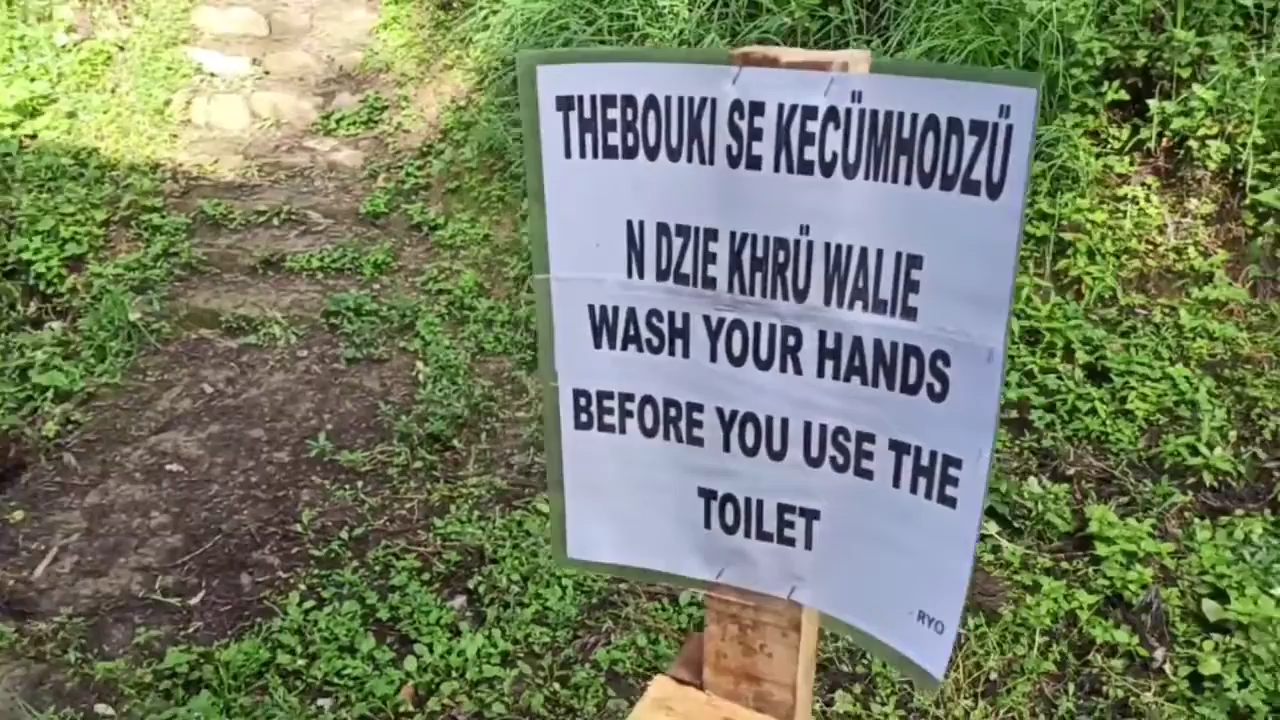 THEBOUKI SE KECÜMHODZÜ
N DZIE KHRÜ WALIE
WASH YOUR HANDS
BEFORE YOU USE THE
TOILET
- RYO